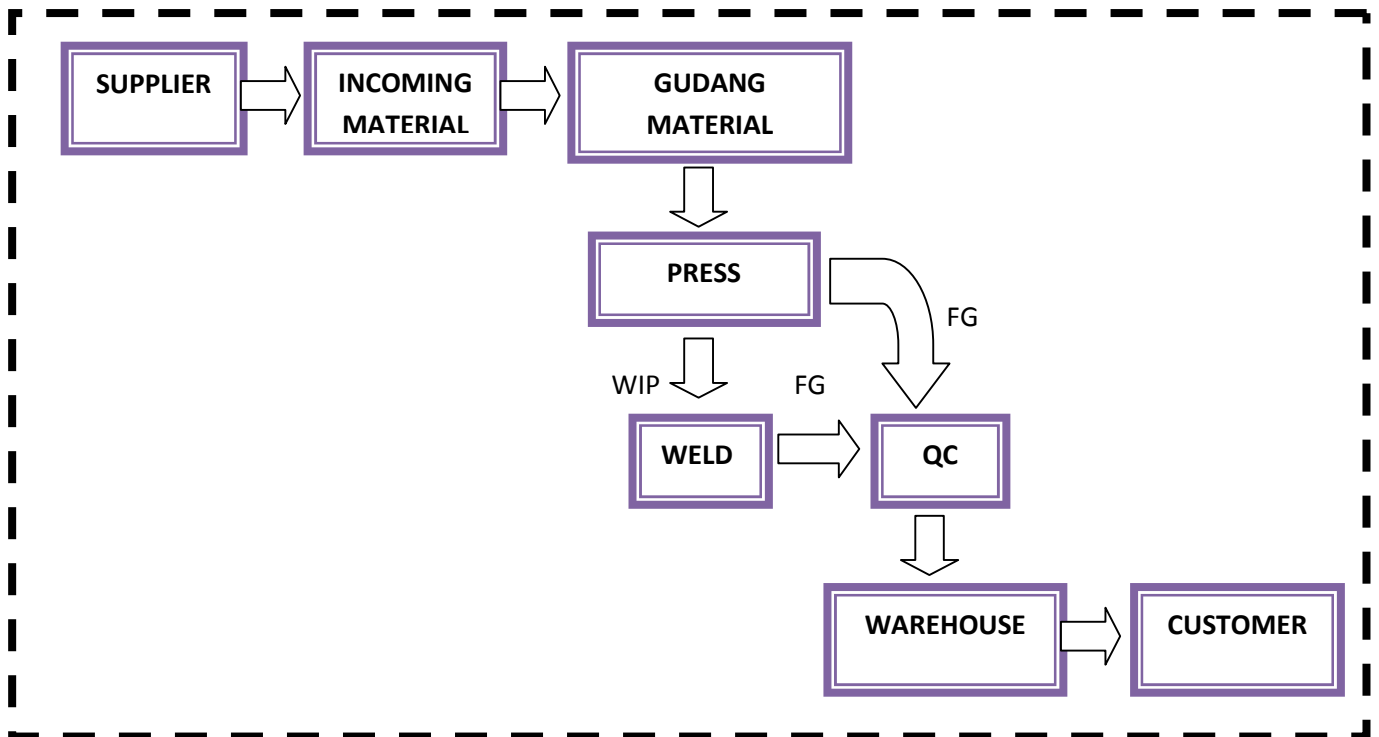 SUPPLIER
INCOMING
MATERIAL
GUDANG
MATERIAL
PRESS
FG
WIP
FG
WELD
QC
WAREHOUSE
CUSTOMER